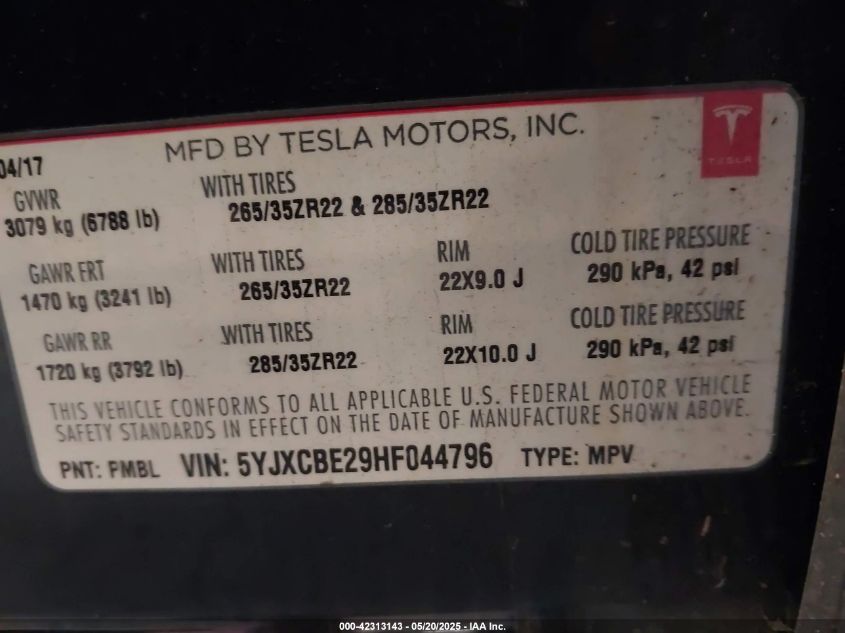 MFD BY TESLA MOTORS, INC.
TESLA
04/17
GVWR
3079 kg (6788 lb)
WITH TIRES
265/35ZR22 & 285/35ZR22
GAWR FRT
1470 kg (3241 lb)
WITH TIRES
265/35ZR22
RIM
22X9.0 J
COLD TIRE PRESSURE
290 kPa, 42 psi
GAWR RR
1720 kg (3792 lb)
WITH TIRES
285/35ZR22
RIM
22X10.0 J
COLD TIRE PRESSURE
290 kPa, 42 psi
THIS VEHICLE CONFORMS TO ALL APPLICABLE U.S. FEDERAL MOTOR VEHICLE
SAFETY STANDARDS IN EFFECT ON THE DATE OF MANUFACTURE SHOWN ABOVE.
PNT: PMBL VIN: 5YJXCBE29HF044796 TYPE: MPV
000-42313143 - 05/20/2025 - IAA Inc.